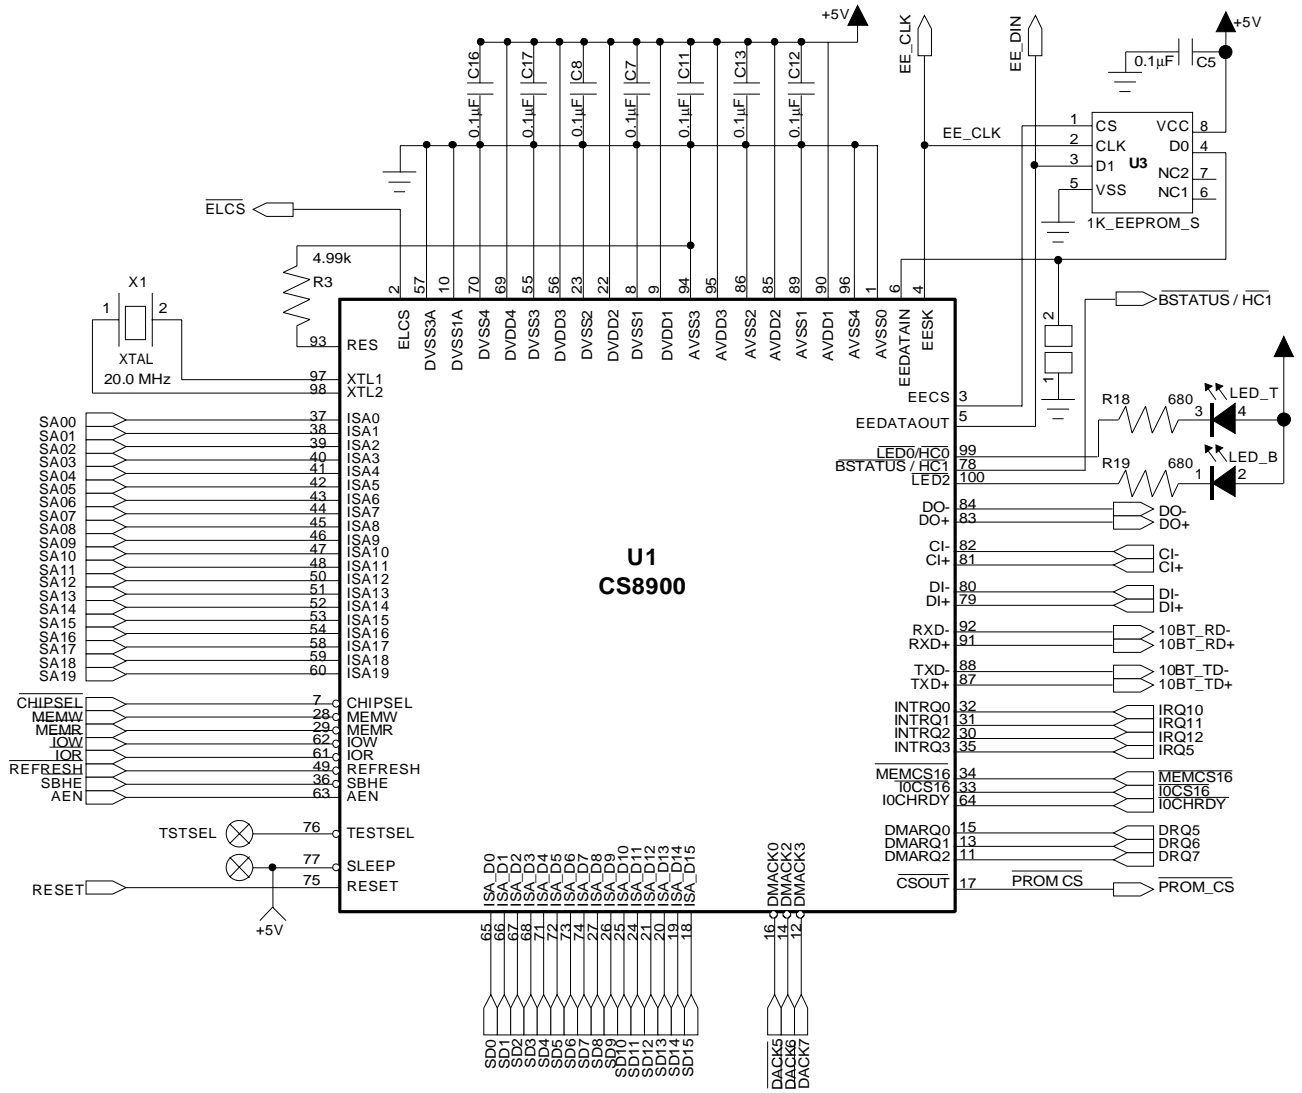 +5V
EE_CLK
EE_DIN
+5V
C16
0.1µF
C17
0.1µF
C8
0.1µF
C7
0.1µF
C11
0.1µF
C13
0.1µF
C12
0.1µF
0.1µF
C5
EE_CLK
1 CS VCC 8
2 CLK D0 4
3 D1 U3 NC2 7
5 VSS NC1 6
1K_EEPROM_S
ELCS
4.99k
R3
X1
1 2
XTAL
20.0 MHz
2 ELCS
57 DVSS3A
10 DVSS1A
70 DVSS4
69 DVDD4
55 DVSS3
56 DVDD3
23 DVSS2
22 DVDD2
8 DVSS1
9 DVDD1
94 AVSS3
95 AVDD3
86 AVSS2
85 AVDD2
89 AVSS1
90 AVDD1
96 AVSS4
1 AVSS0
6 EEDATAIN
4 EESK
2
1
93 RES
97 XTL1
98 XTL2
SA00 37 ISA0
SA01 38 ISA1
SA02 39 ISA2
SA03 40 ISA3
SA04 41 ISA4
SA05 42 ISA5
SA06 43 ISA6
SA07 44 ISA7
SA08 45 ISA8
SA09 46 ISA9
SA10 47 ISA10
SA11 48 ISA11
SA12 50 ISA12
SA13 51 ISA13
SA14 52 ISA14
SA15 53 ISA15
SA16 54 ISA16
SA17 58 ISA17
SA18 59 ISA18
SA19 60 ISA19
CHIPSEL 7 CHIPSEL
MEMW 28 MEMW
MEMR 29 MEMR
IOW 62 IOW
IOR 61 IOR
REFRESH 49 REFRESH
SBHE 36 SBHE
AEN 63 AEN
TSTSEL 76 TESTSEL
77 SLEEP
RESET 75 RESET
+5V
U1
CS8900
EECS 3
EEDATAOUT 5
LED0/HC0 99
BSTATUS / HC1 78
LED2 100
BSTATUS / HC1
R18 680 3 4 LED_T
R19 680 1 2 LED_B
DO- 84 DO-
DO+ 83 DO+
CI- 82 CI-
CI+ 81 CI+
DI- 80 DI-
DI+ 79 DI+
RXD- 92 10BT_RD-
RXD+ 91 10BT_RD+
TXD- 88 10BT_TD-
TXD+ 87 10BT_TD+
INTRQ0 32 IRQ10
INTRQ1 31 IRQ11
INTRQ2 30 IRQ12
INTRQ3 35 IRQ5
MEMCS16 34 MEMCS16
I0CS16 33 I0CS16
I0CHRDY 64 I0CHRDY
DMARQ0 15 DRQ5
DMARQ1 13 DRQ6
DMARQ2 11 DRQ7
CSOUT 17 PROM CS PROM_CS
ISA_D0 65 SD0
ISA_D1 66 SD1
ISA_D2 67 SD2
ISA_D3 68 SD3
ISA_D4 71 SD4
ISA_D5 72 SD5
ISA_D6 73 SD6
ISA_D7 74 SD7
ISA_D8 27 SD8
ISA_D9 26 SD9
ISA_D10 25 SD10
ISA_D11 24 SD11
ISA_D12 21 SD12
ISA_D13 20 SD13
ISA_D14 19 SD14
ISA_D15 18 SD15
DMACK0 16 DACK5
DMACK2 14 DACK6
DMACK3 12 DACK7